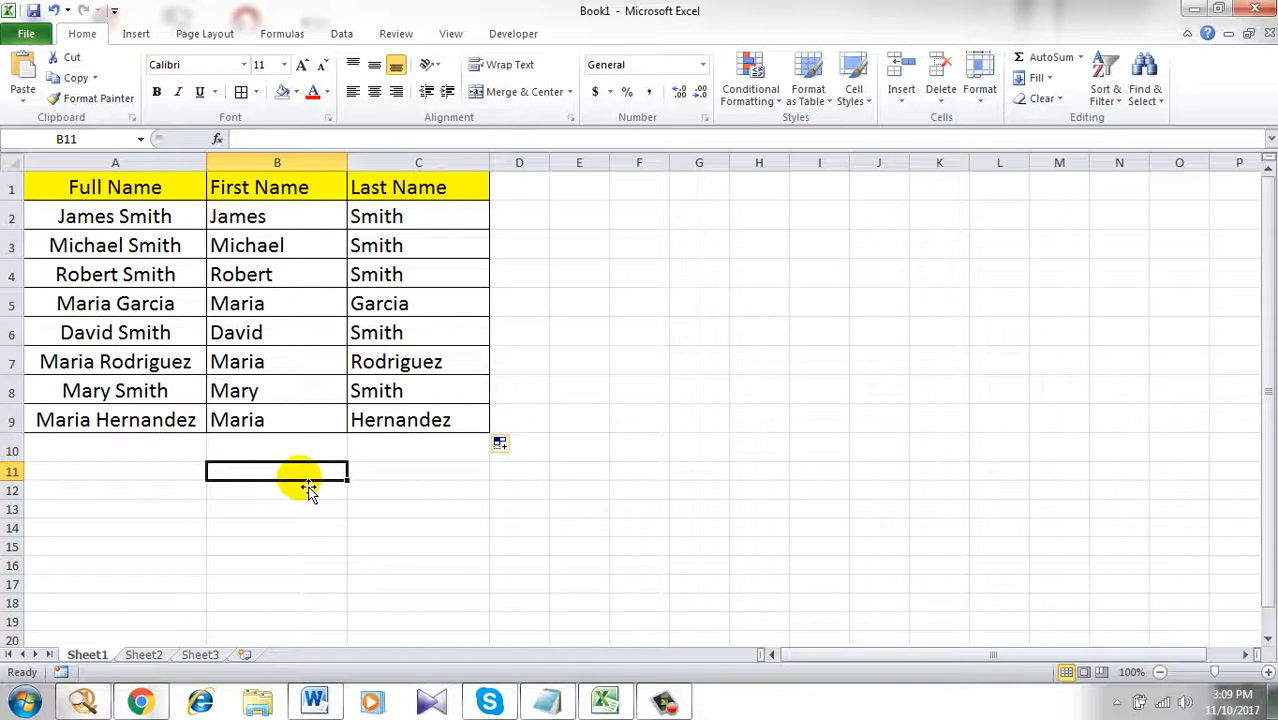 Book1 - Microsoft Excel
File Home Insert Page Layout Formulas Data Review View Developer
Paste
Cut
Copy
Format Painter
Clipboard
Calibri 11
B I U
A A
Font
Wrap Text
Merge & Center
Alignment
General
$ % ,
Number
Conditional Formatting
Format as Table
Cell Styles
Styles
Insert Delete Format
Cells
AutoSum
Fill
Clear
Sort & Filter
Find & Select
Editing
B11 fx
A B C D E F G H I J K L M N O P
1 Full Name First Name Last Name
2 James Smith James Smith
3 Michael Smith Michael Smith
4 Robert Smith Robert Smith
5 Maria Garcia Maria Garcia
6 David Smith David Smith
7 Maria Rodriguez Maria Rodriguez
8 Mary Smith Mary Smith
9 Maria Hernandez Maria Hernandez
10
11
12
13
14
15
16
17
18
19
20
Sheet1 Sheet2 Sheet3
Ready 100%
3:09 PM
11/10/2017